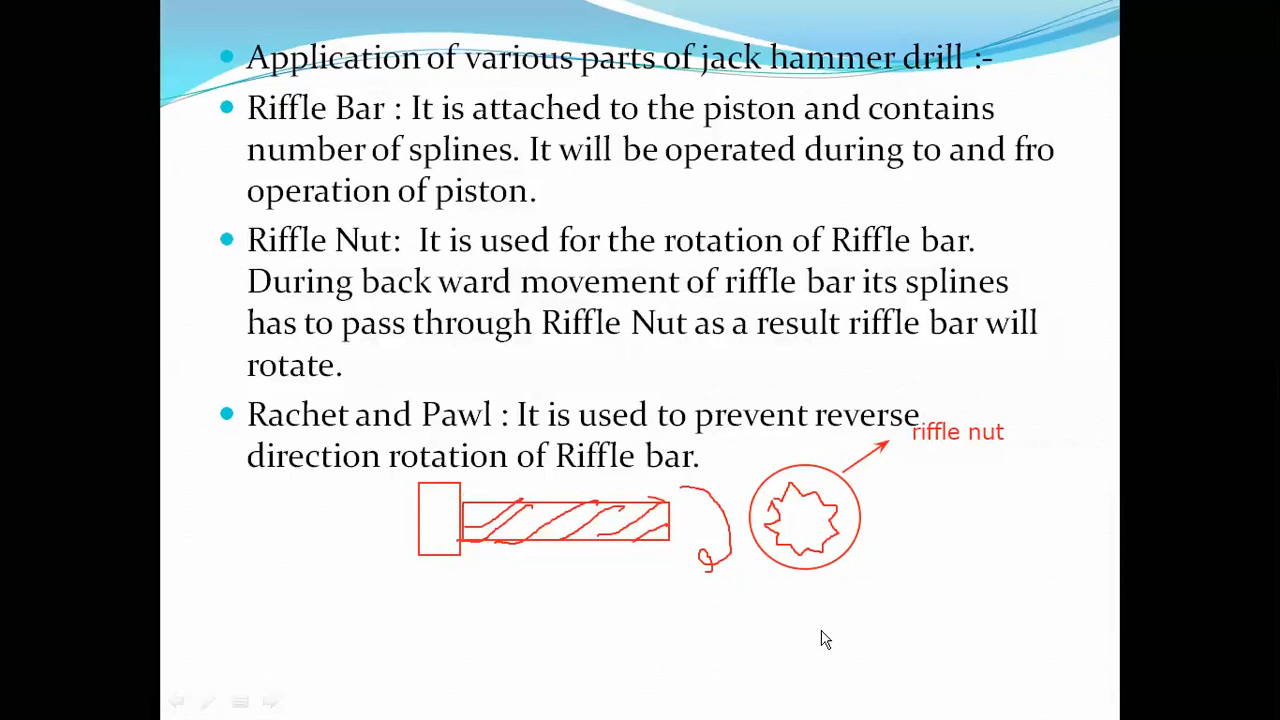 Application of various parts of jack hammer drill :-
Riffle Bar : It is attached to the piston and contains
number of splines. It will be operated during to and fro
operation of piston.
Riffle Nut: It is used for the rotation of Riffle bar.
During back ward movement of riffle bar its splines
has to pass through Riffle Nut as a result riffle bar will
rotate.
Rachet and Pawl : It is used to prevent reverse
direction rotation of Riffle bar.
riffle nut